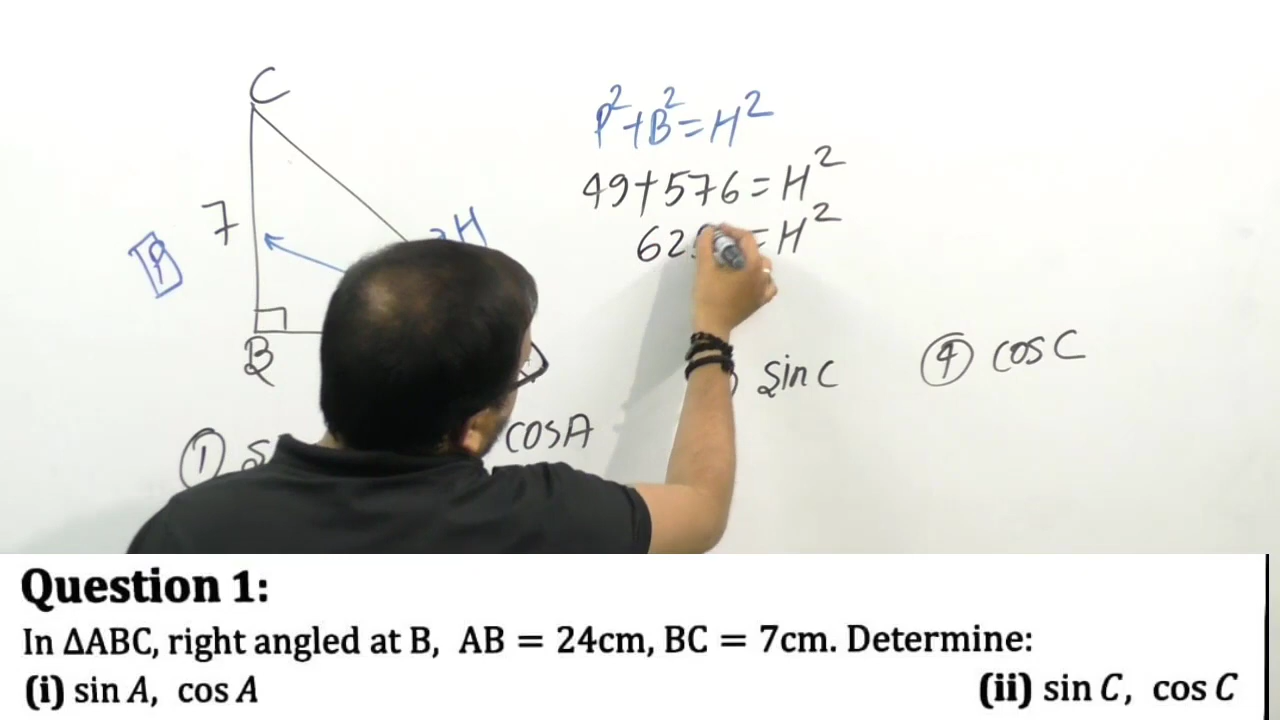 C
P²+B²=H²
49+576=H²
7
H
P
62 =H²
B
sin C
④ cos C
①
cos A
Question 1:
In ΔABC, right angled at B, AB = 24cm, BC = 7cm. Determine:
(i) sin A, cos A
(ii) sin C, cos C